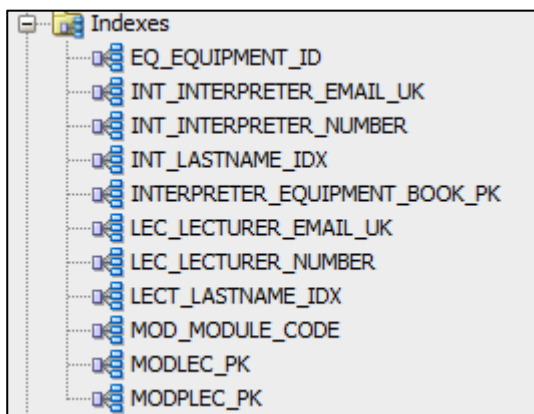 Indexes
EQ_EQUIPMENT_ID
INT_INTERPRETER_EMAIL_UK
INT_INTERPRETER_NUMBER
INT_LASTNAME_IDX
INTERPRETER_EQUIPMENT_BOOK_PK
LEC_LECTURER_EMAIL_UK
LEC_LECTURER_NUMBER
LECT_LASTNAME_IDX
MOD_MODULE_CODE
MODLEC_PK
MODPLEC_PK